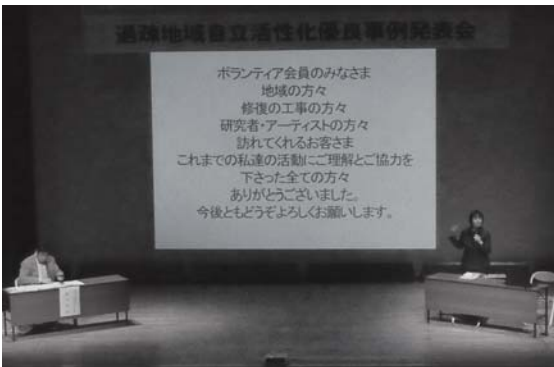 過疎地域自立活性化優良事例発表会
ボランティア会員のみなさま
地域の方々
修復の工事の方々
研究者・アーティストの方々
訪れてくれるお客さま
これまでの私達の活動にご理解とご協力を
下さった全ての方々
ありがとうございました。
今後ともどうぞよろしくお願いします。